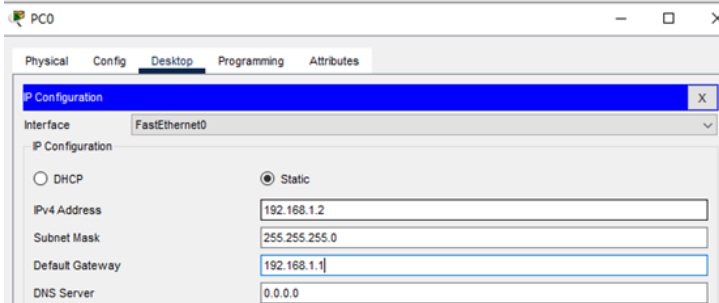 PC0
Physical Config Desktop Programming Attributes
IP Configuration
X
Interface FastEthernet0
IP Configuration
DHCP Static
IPv4 Address 192.168.1.2
Subnet Mask 255.255.255.0
Default Gateway 192.168.1.1
DNS Server 0.0.0.0